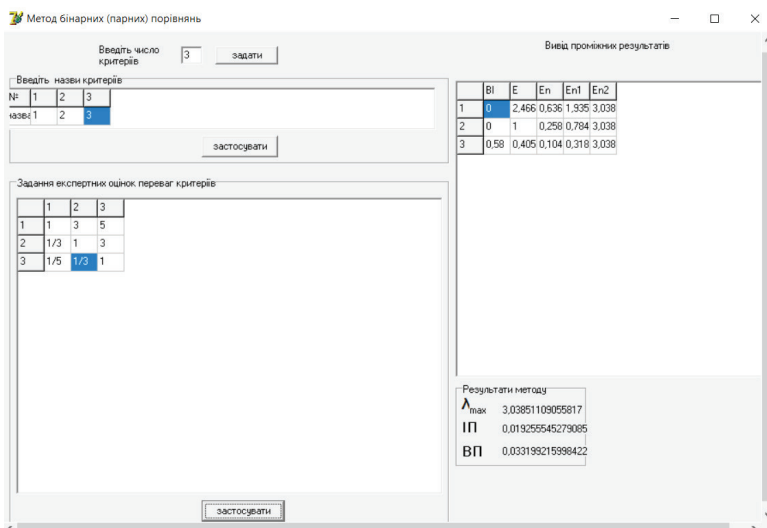 Метод бінарних (парних) порівнянь
Введіть число критеріїв 3 задати
Введіть назви критеріїв
№ 1 2 3
назва 1 2 3
застосувати
Задання експертних оцінок переваг критеріїв
1 2 3
1 1 3 5
2 1/3 1 3
3 1/5 1/3 1
застосувати
Вивід проміжних результатів
ВІ E En En1 En2
1 0 2,466 0,636 1,935 3,038
2 0 1 0,258 0,784 3,038
3 0,58 0,405 0,104 0,318 3,038
Результати методу
λmax 3,03851109055817
ІП 0,019255545279085
ВП 0,033199215998422